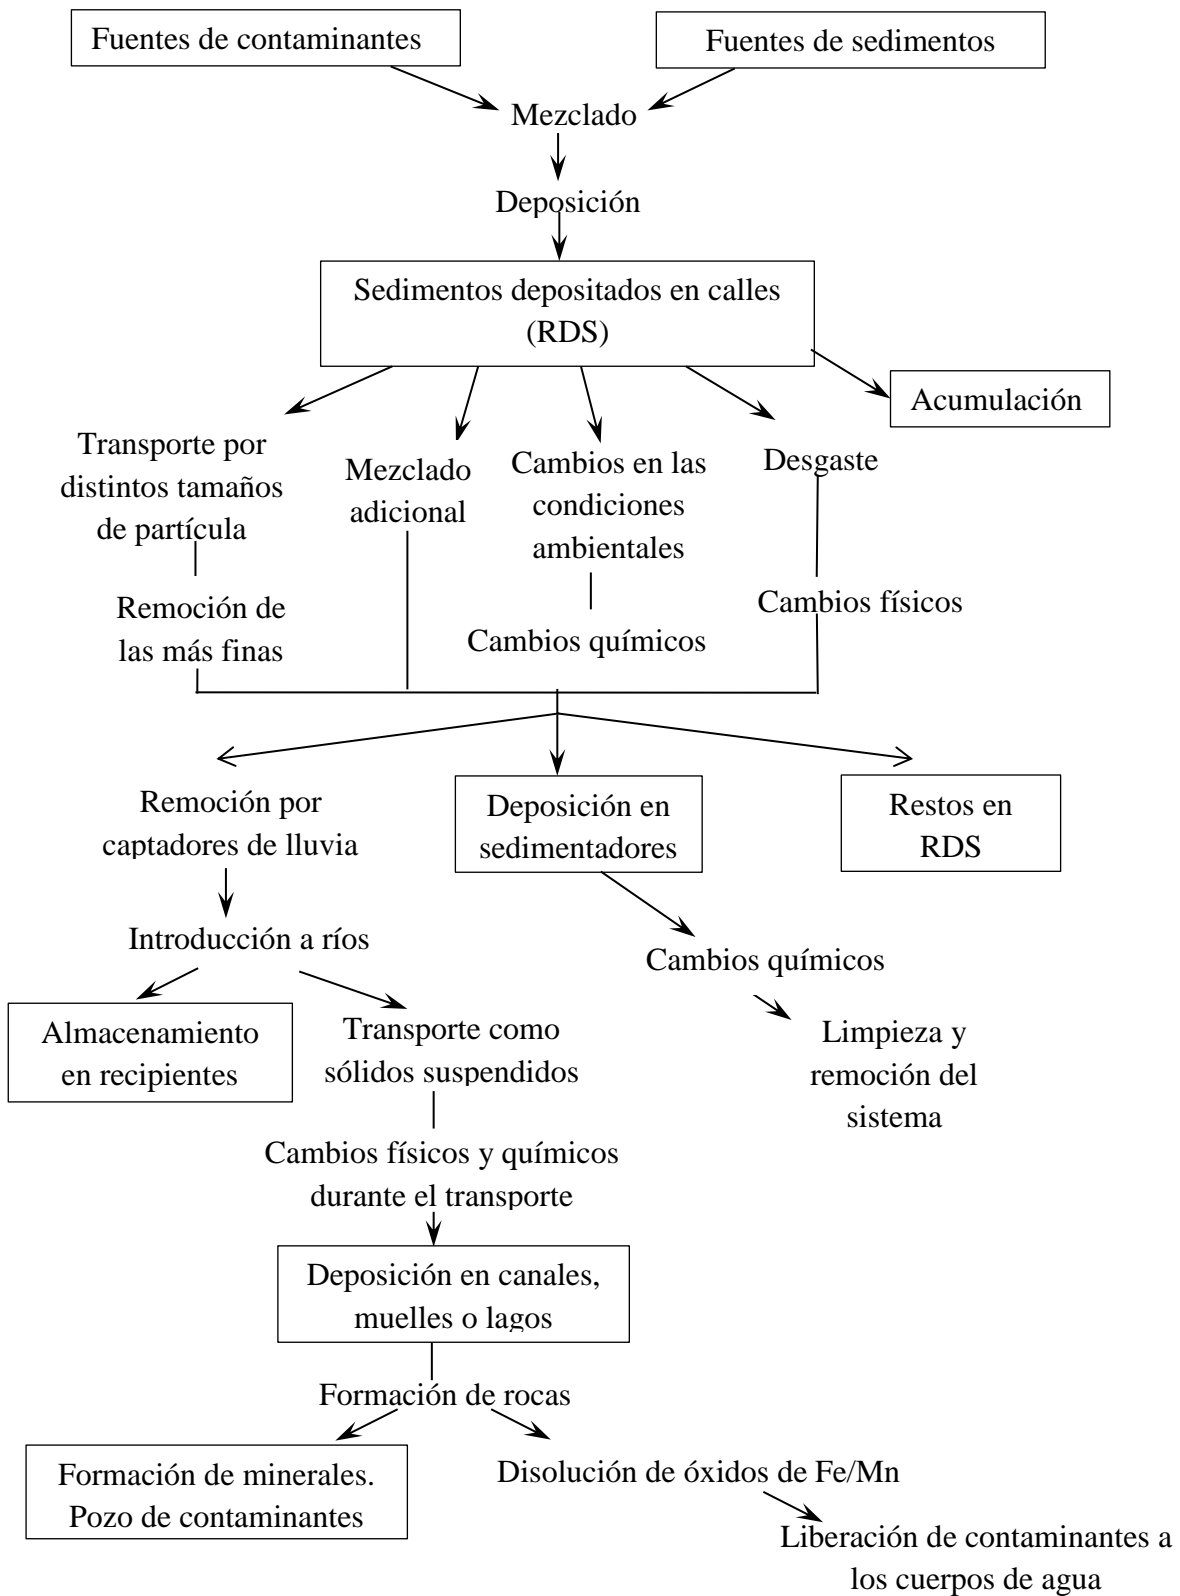 Fuentes de contaminantes
Fuentes de sedimentos
Mezclado
Deposición
Sedimentos depositados en calles
(RDS)
Acumulación
Transporte por
distintos tamaños
de partícula
Mezclado
adicional
Cambios en las
condiciones
ambientales
Desgaste
Remoción de
las más finas
Cambios químicos
Cambios físicos
Remoción por
captadores de lluvia
Deposición en
sedimentadores
Restos en
RDS
Introducción a ríos
Cambios químicos
Almacenamiento
en recipientes
Transporte como
sólidos suspendidos
Limpieza y
remoción del
sistema
Cambios físicos y químicos
durante el transporte
Deposición en canales,
muelles o lagos
Formación de rocas
Formación de minerales.
Pozo de contaminantes
Disolución de óxidos de Fe/Mn
Liberación de contaminantes a
los cuerpos de agua